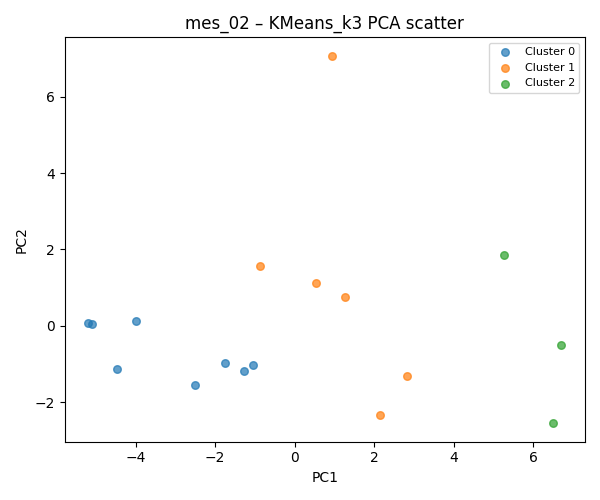 mes_02 – KMeans_k3 PCA scatter
Cluster 0
Cluster 1
Cluster 2
PC2
6
4
2
0
−2
−4
−2
0
2
4
6
PC1